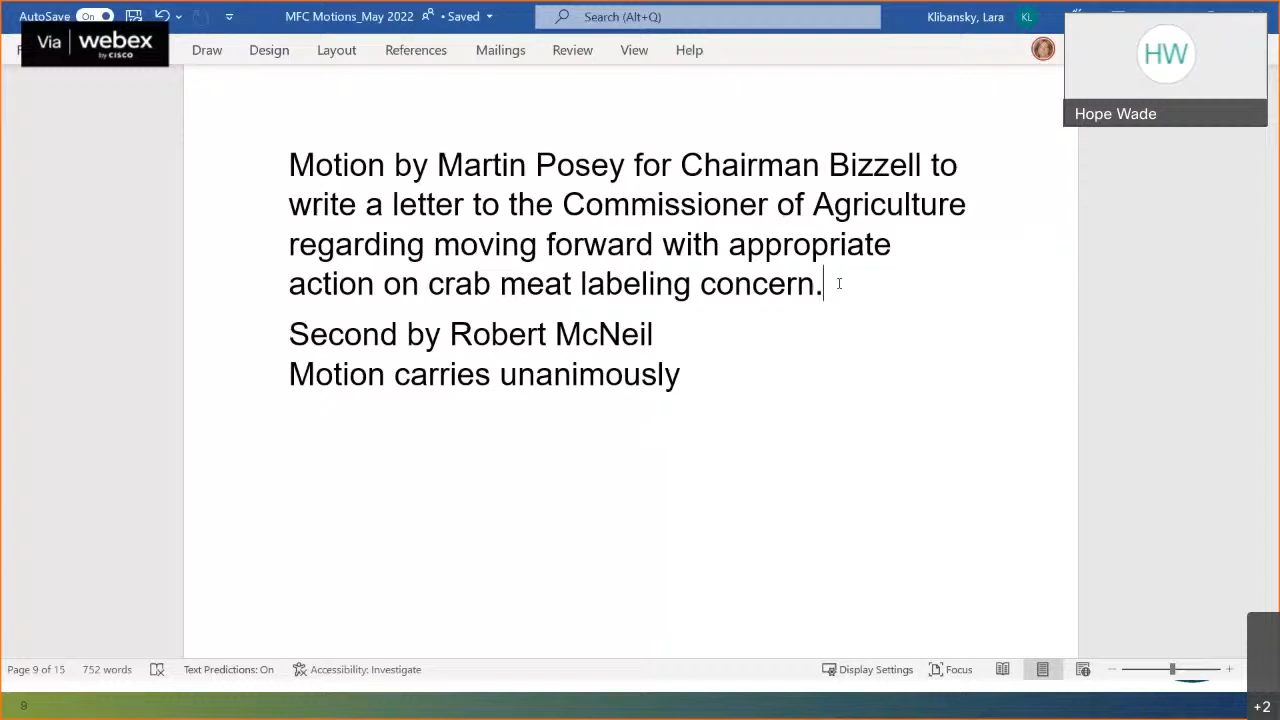 AutoSave On MFC Motions_May 2022 • Saved Search (Alt+Q) Klibansky, Lara KL
Via webex by CISCO
Draw Design Layout References Mailings Review View Help
HW
Hope Wade
Motion by Martin Posey for Chairman Bizzell to
write a letter to the Commissioner of Agriculture
regarding moving forward with appropriate
action on crab meat labeling concern.
Second by Robert McNeil
Motion carries unanimously
Page 9 of 15 752 words Text Predictions: On Accessibility: Investigate Display Settings Focus
9
+2